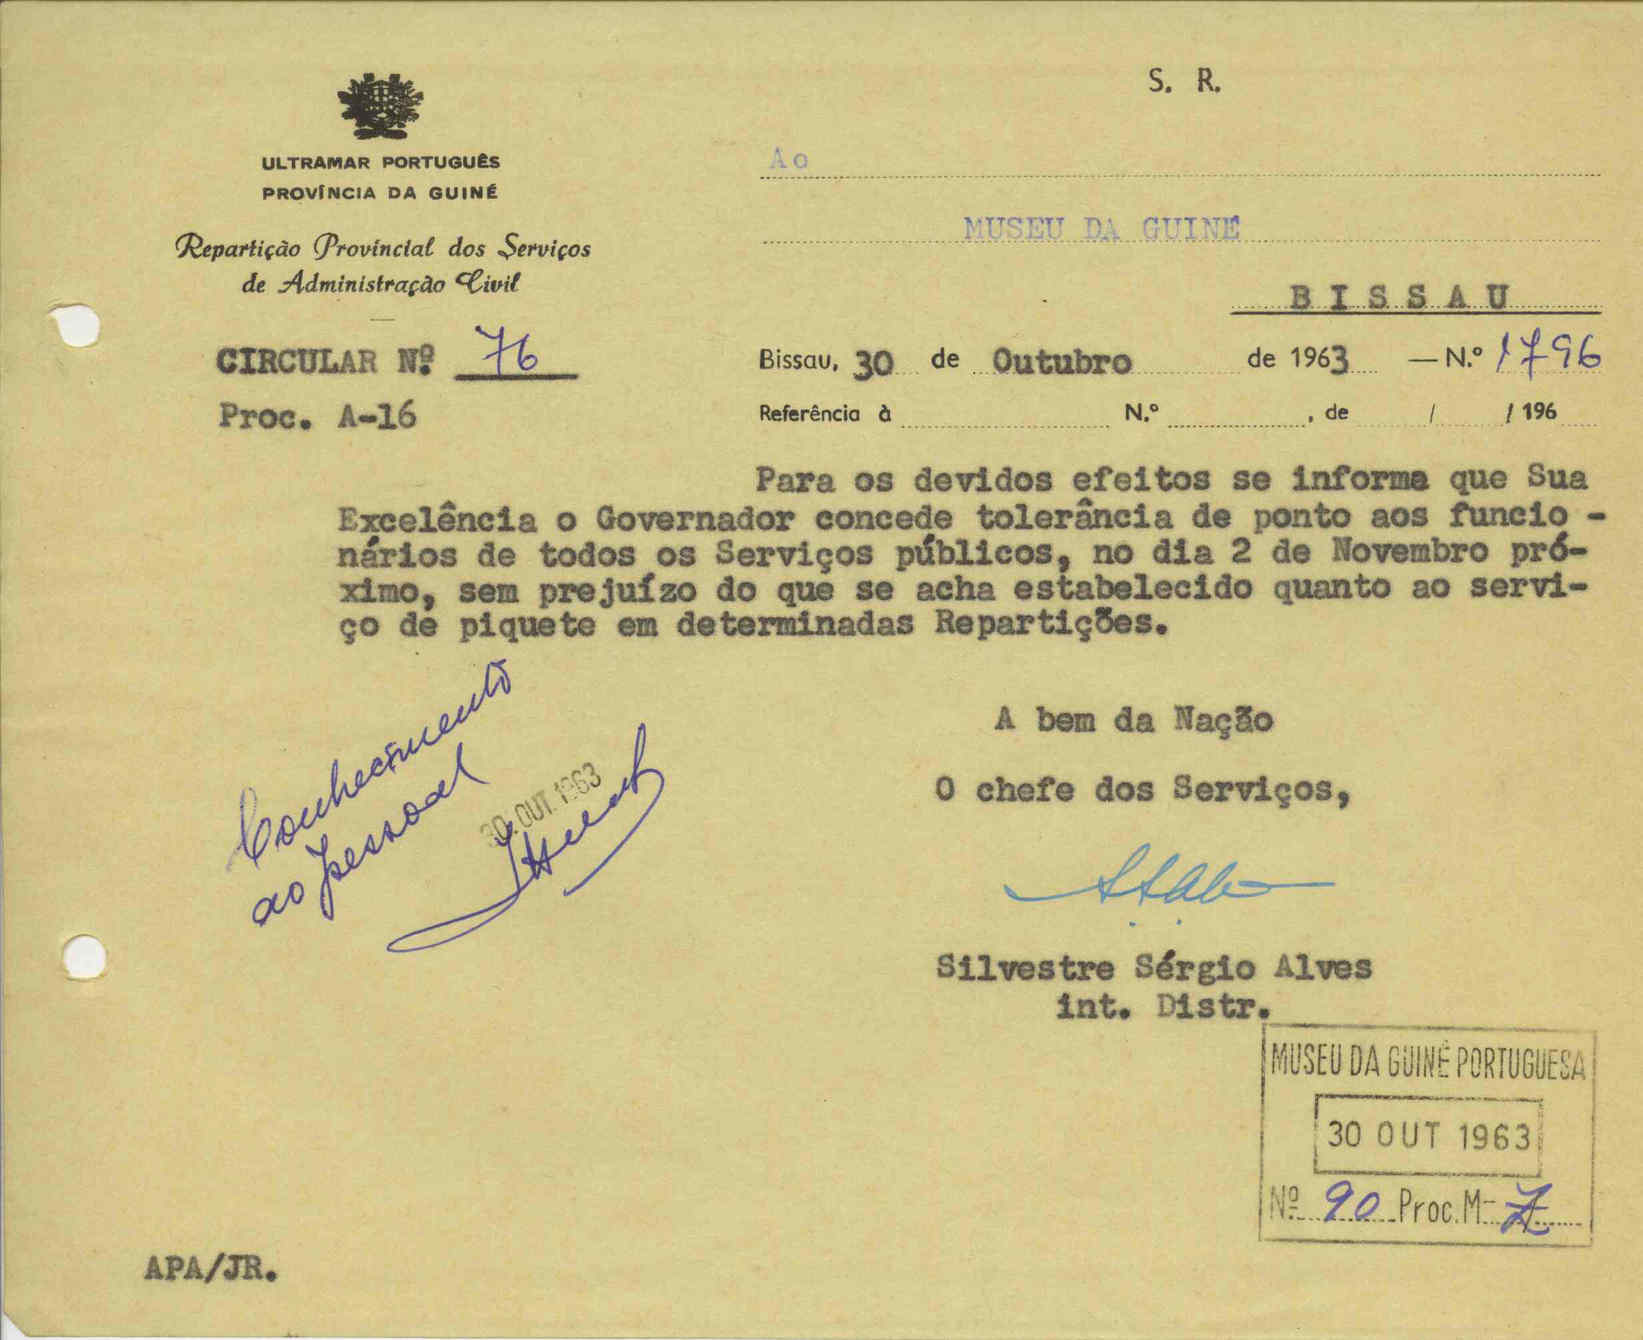 S. R.
ULTRAMAR PORTUGUÊS
PROVÍNCIA DA GUINÉ
Repartição Provincial dos Serviços
de Administração Civil
Ao
MUSEU DA GUINÉ
BISSAU
CIRCULAR Nº 76
Proc. A-16
Bissau, 30 de Outubro de 1963 — N.º 1796
Referência à N.º , de / / 196
Para os devidos efeitos se informa que Sua
Excelência o Governador concede tolerância de ponto aos funcio -
nários de todos os Serviços públicos, no dia 2 de Novembro pró-
ximo, sem prejuízo do que se acha estabelecido quanto ao servi-
ço de piquete em determinadas Repartições.
Conhecimento
ao pessoal
30. OUT. 1963
A bem da Nação
O chefe dos Serviços,
Silvestre Sérgio Alves
int. Distr.
MUSEU DA GUINÉ PORTUGUESA
30 OUT 1963
Nº 90 Proc. M- 7
APA/JR.